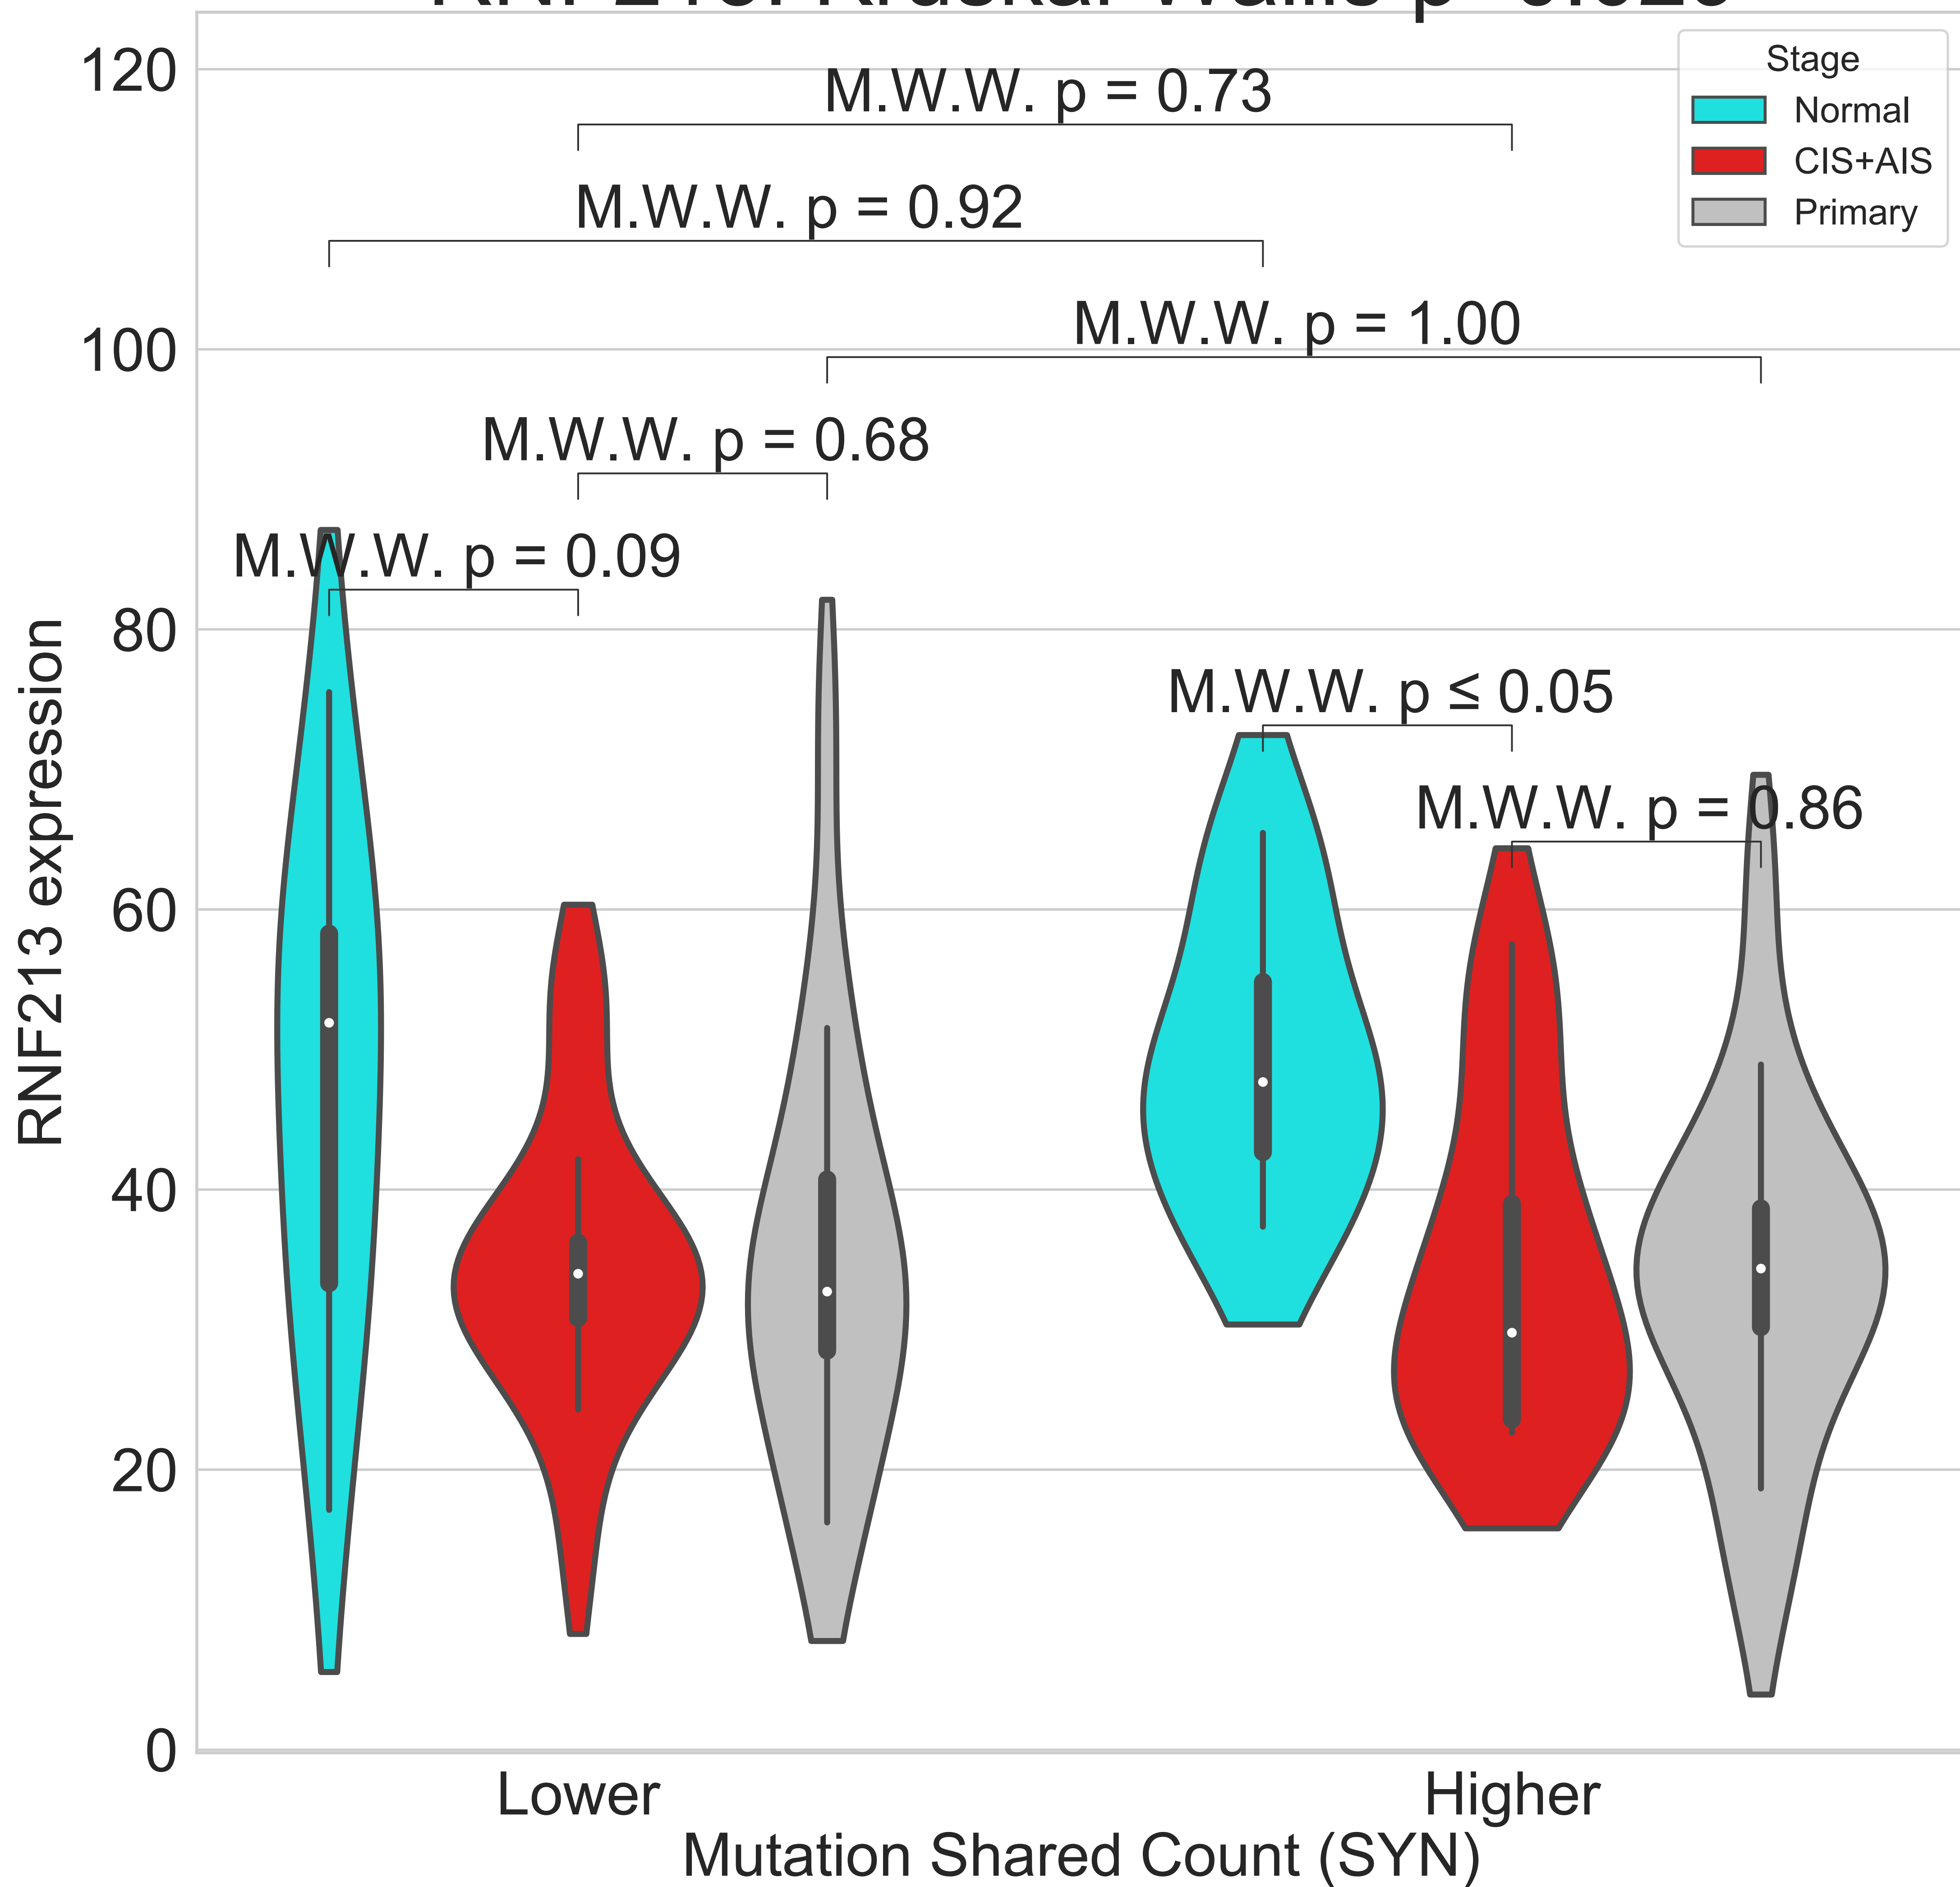 120
M.W.W. p = 0.73
Stage
Normal
CIS+AIS
Primary
M.W.W. p = 0.92
M.W.W. p = 1.00
100
M.W.W. p = 0.68
M.W.W. p = 0.09
80
M.W.W. p ≤ 0.05
M.W.W. p = 0.86
RNF213 expression
60
40
20
0
Lower
Higher
Mutation Shared Count (SYN)